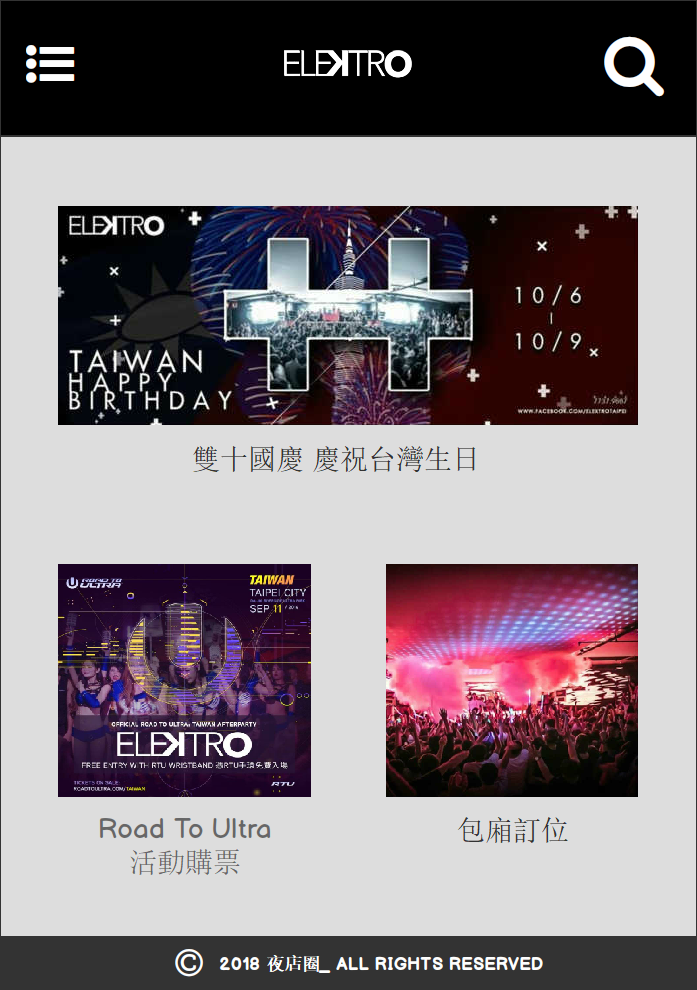 ELEKTRO
ELEKTRO
10/6
|
10/9
TAIWAN
HAPPY
BIRTHDAY
WWW.FACEBOOK.COM/ELEKTROTAIPEI
雙十國慶 慶祝台灣生日
ROAD TO
ULTRA
TAIWAN
TAIPEI CITY
SEP 11
OFFICIAL ROAD TO ULTRA: TAIWAN AFTERPARTY
ELEKTRO
FREE ENTRY WITH RTU WRISTBAND 憑RTU手環免費入場
TICKETS ON SALE:
ROADTOULTRA.COM/TAIWAN
RTU
Road To Ultra
活動購票
包廂訂位
© 2018 夜店圈_ ALL RIGHTS RESERVED